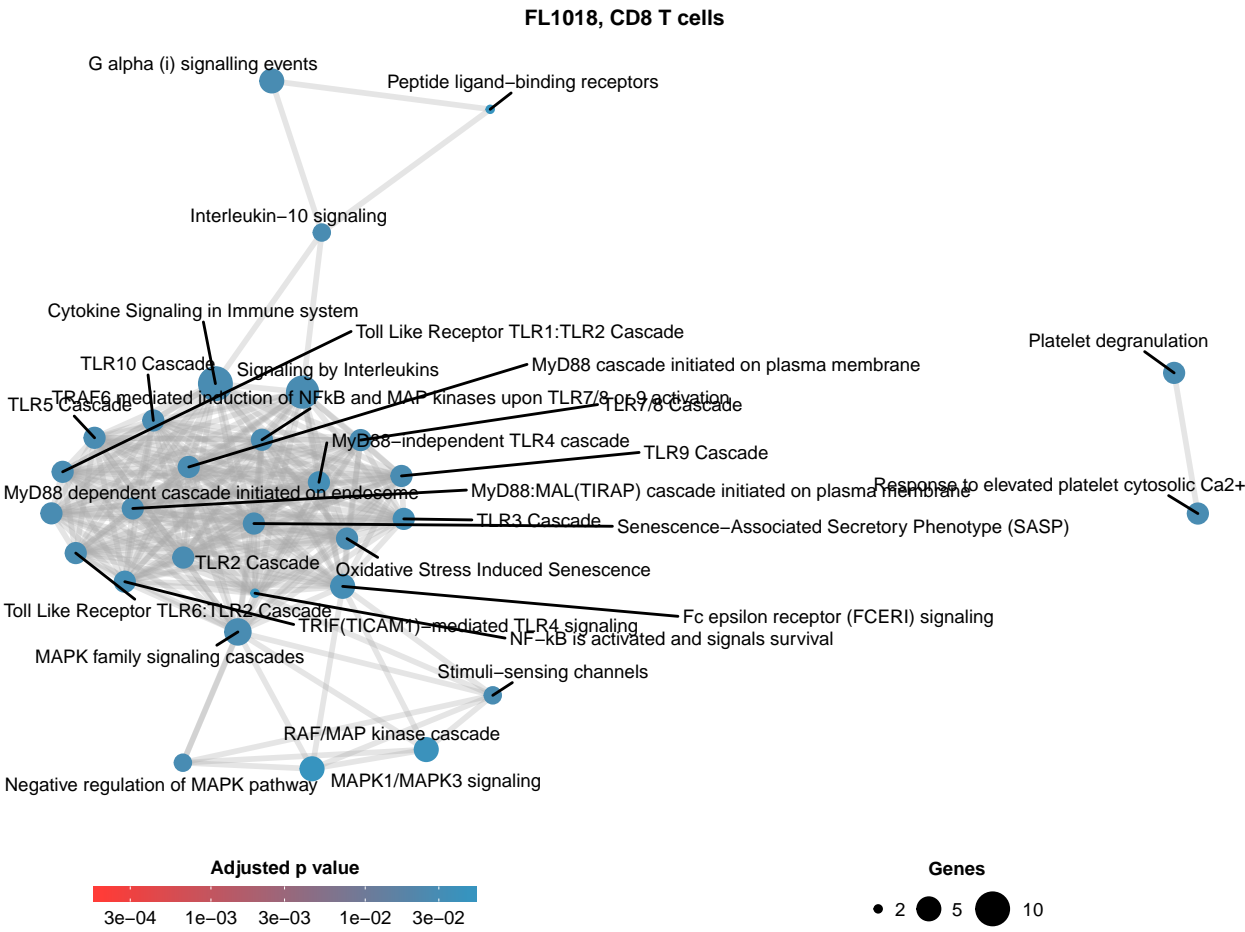 FL1018, CD8 T cells
G alpha (i) signalling events
Peptide ligand−binding receptors
Interleukin−10 signaling
Cytokine Signaling in Immune system
Toll Like Receptor TLR1:TLR2 Cascade
Platelet degranulation
TLR10 Cascade
Signaling by Interleukins
MyD88 cascade initiated on plasma membrane
TRAF6 mediated induction of NFkB and MAP kinases upon TLR7/8 or 9 activation
TLR5 Cascade
TLR7/8 Cascade
MyD88−independent TLR4 cascade
TLR9 Cascade
Response to elevated platelet cytosolic Ca2+
MyD88 dependent cascade initiated on endosome
MyD88:MAL(TIRAP) cascade initiated on plasma membrane
TLR3 Cascade
Senescence−Associated Secretory Phenotype (SASP)
TLR2 Cascade
Oxidative Stress Induced Senescence
Toll Like Receptor TLR6:TLR2 Cascade
Fc epsilon receptor (FCERI) signaling
TRIF(TICAM1)−mediated TLR4 signaling
NF−kB is activated and signals survival
MAPK family signaling cascades
Stimuli−sensing channels
RAF/MAP kinase cascade
Negative regulation of MAPK pathway
MAPK1/MAPK3 signaling
Adjusted p value
3e−04 1e−03 3e−03 1e−02 3e−02
Genes
2 5 10